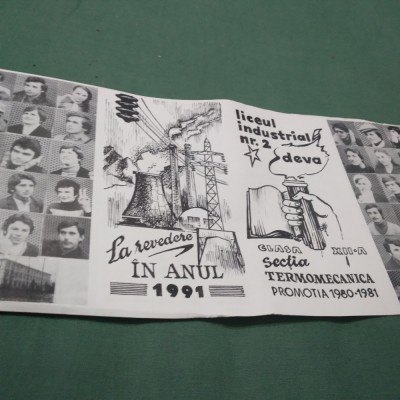 La revedere
ÎN ANUL
1991
liceul
industrial
nr. 2
deva
CLASA XII-A
Secția
TERMOMECANICA
PROMOTIA 1980-1981